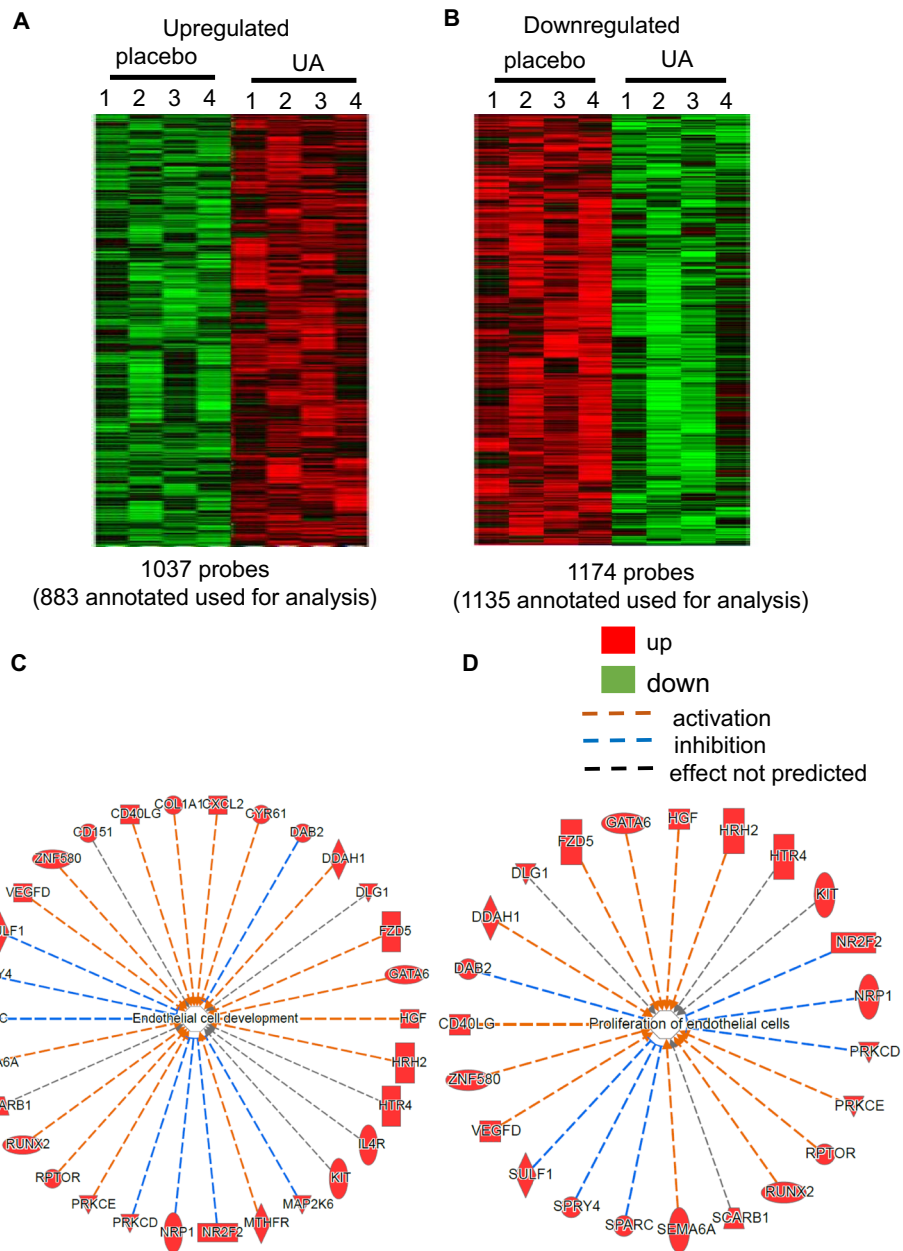 A
Upregulated
placebo UA
1 2 3 4 1 2 3 4
1037 probes
(883 annotated used for analysis)
B
Downregulated
placebo UA
1 2 3 4 1 2 3 4
1174 probes
(1135 annotated used for analysis)
up
down
activation
inhibition
effect not predicted
C
COL1A1
CXCL2
CYR61
DAB2
DDAH1
DLG1
FZD5
GATA6
HGF
HRH2
HTR4
IL4R
KIT
MAP2K6
MTHFR
NR2F2
NRP1
PRKCD
PRKCE
RPTOR
RUNX2
ARB1
A6A
C
Y4
ULF1
VEGFD
ZNF580
CD151
CD40LG
Endothelial cell development
D
HGF
HRH2
HTR4
KIT
NR2F2
NRP1
PRKCD
PRKCE
RPTOR
RUNX2
SCARB1
SEMA6A
SPARC
SPRY4
SULF1
VEGFD
ZNF580
CD40LG
DAB2
DDAH1
DLG1
FZD5
GATA6
Proliferation of endothelial cells